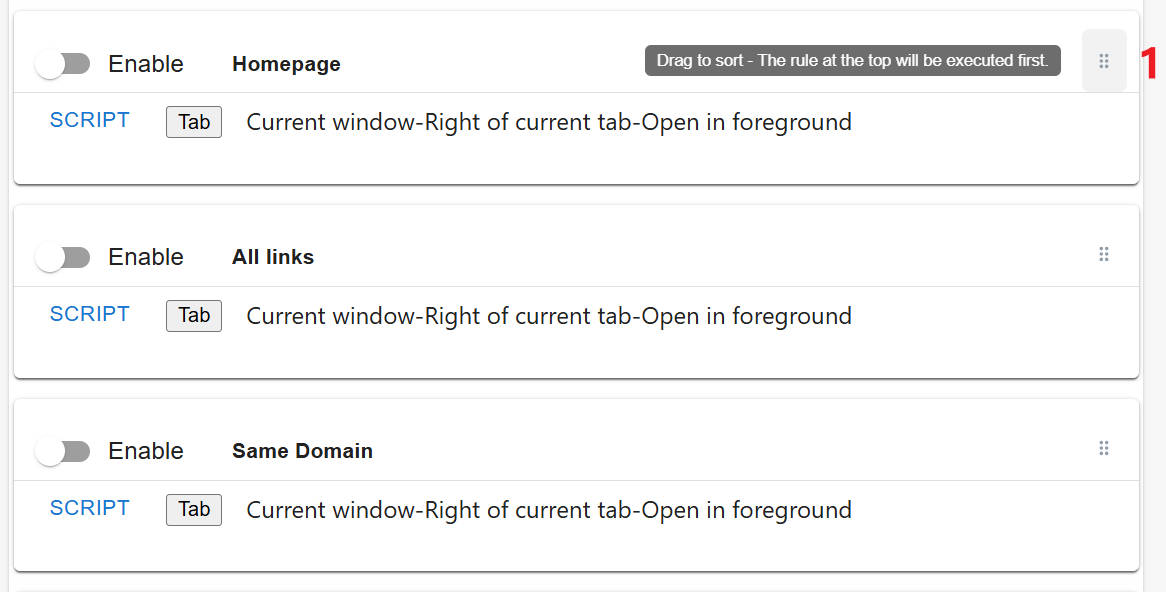 Enable Homepage Drag to sort - The rule at the top will be executed first. 1
SCRIPT Tab Current window-Right of current tab-Open in foreground
Enable All links
SCRIPT Tab Current window-Right of current tab-Open in foreground
Enable Same Domain
SCRIPT Tab Current window-Right of current tab-Open in foreground